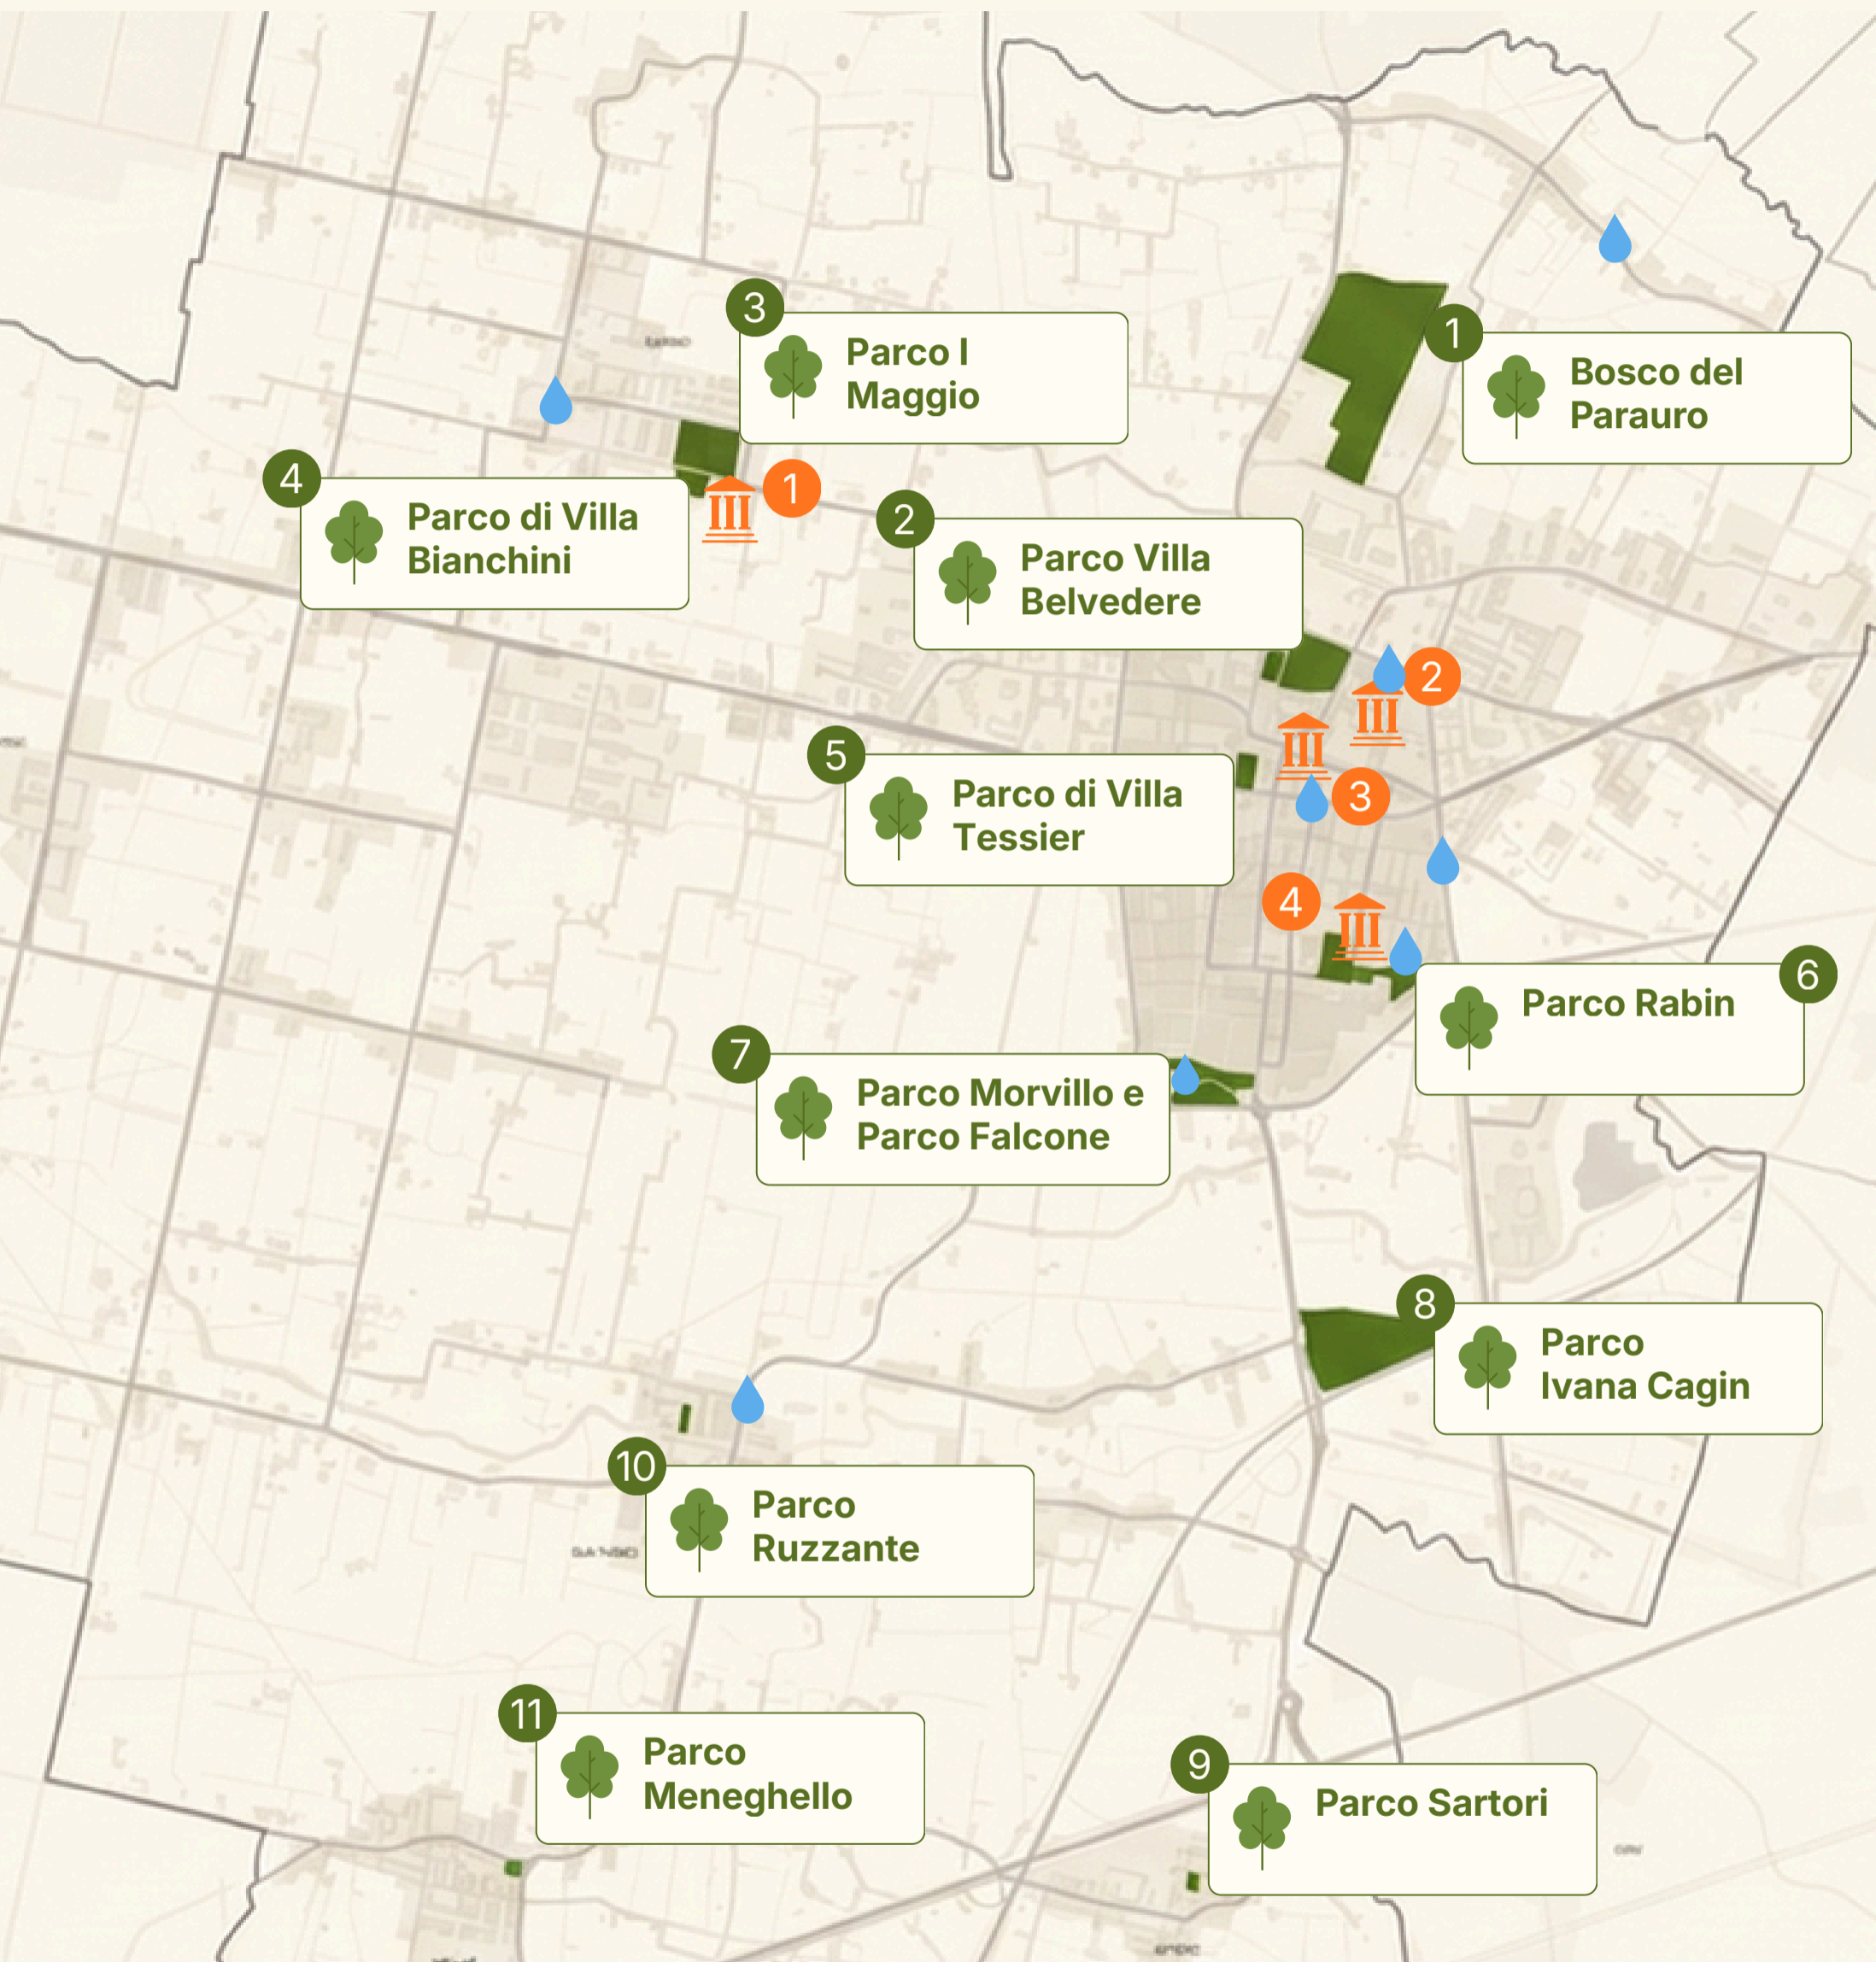 3
Parco I
Maggio
1
Bosco del
Parauro
4
Parco di Villa
Bianchini
1
2
Parco Villa
Belvedere
2
5
Parco di Villa
Tessier
3
4
6
Parco Rabin
7
Parco Morvillo e
Parco Falcone
8
Parco
Ivana Cagin
10
Parco
Ruzzante
11
Parco
Meneghello
9
Parco Sartori